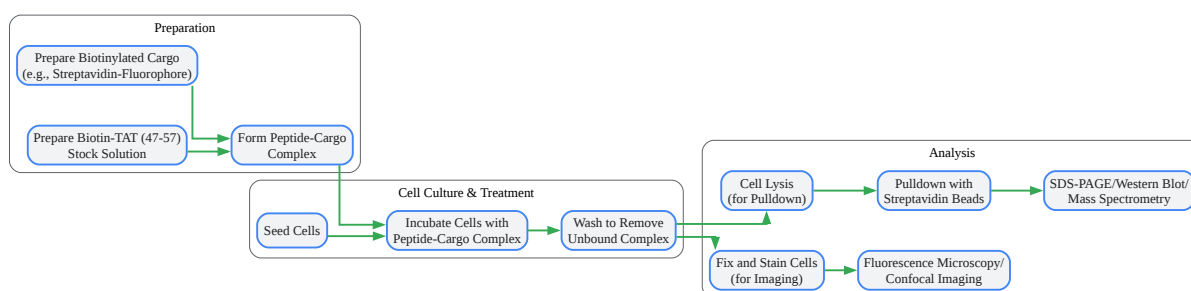 Preparation
Prepare Biotinylated Cargo
(e.g., Streptavidin-Fluorophore)
Prepare Biotin-TAT (47-57)
Stock Solution
Form Peptide-Cargo
Complex
Cell Culture & Treatment
Seed Cells
Incubate Cells with
Peptide-Cargo Complex
Wash to Remove
Unbound Complex
Analysis
Cell Lysis
(for Pulldown)
Pulldown with
Streptavidin Beads
SDS-PAGE/Western Blot/
Mass Spectrometry
Fix and Stain Cells
(for Imaging)
Fluorescence Microscopy/
Confocal Imaging